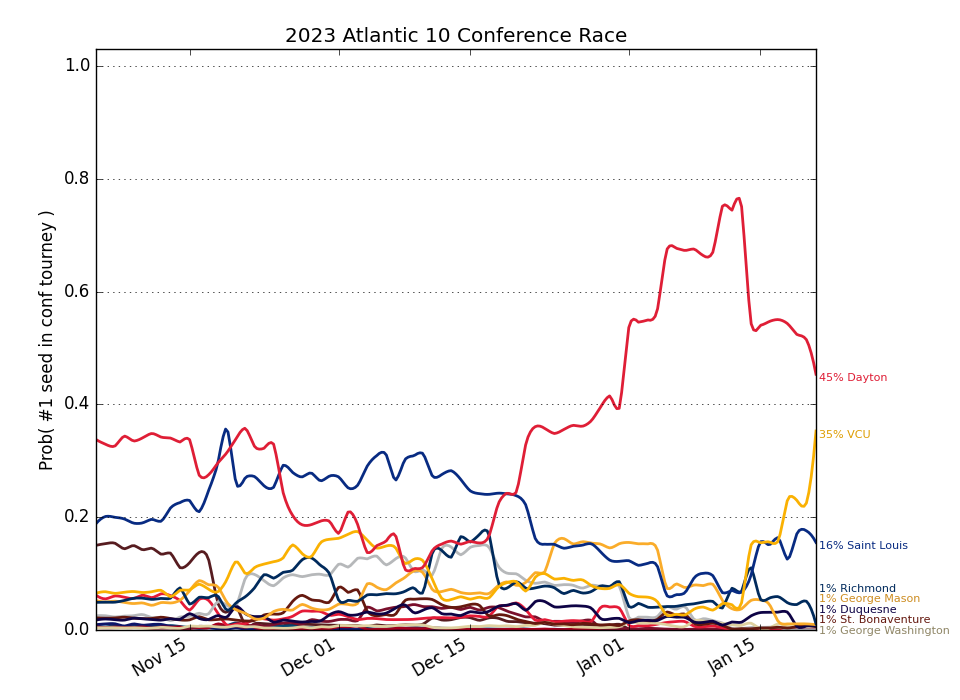 2023 Atlantic 10 Conference Race
Prob( #1 seed in conf tourney )
1.0
0.8
0.6
0.4
0.2
0.0
Nov 15
Dec 01
Dec 15
Jan 01
Jan 15
45% Dayton
35% VCU
16% Saint Louis
1% Richmond
1% George Mason
1% Duquesne
1% St. Bonaventure
1% George Washington